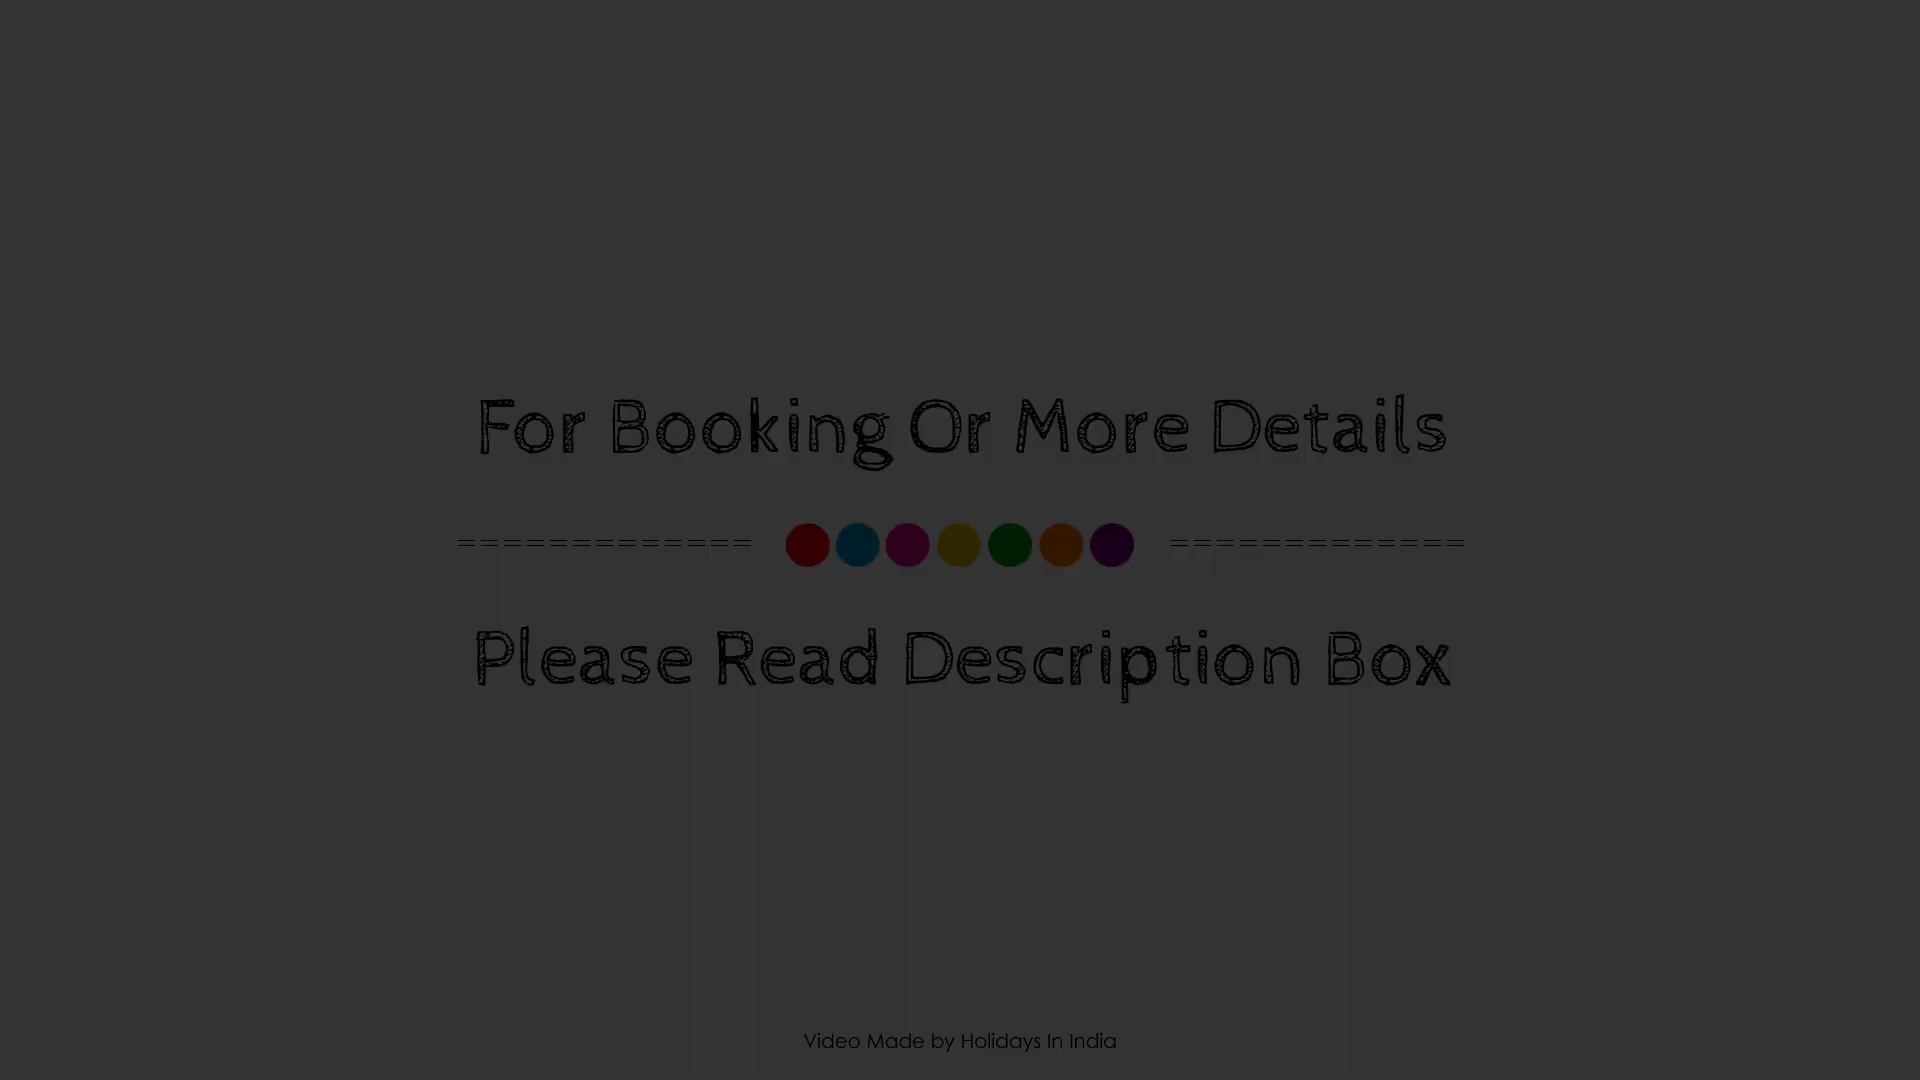 For Booking Or More Details
============= =============
Please Read Description Box
Video Made by Holidays In India